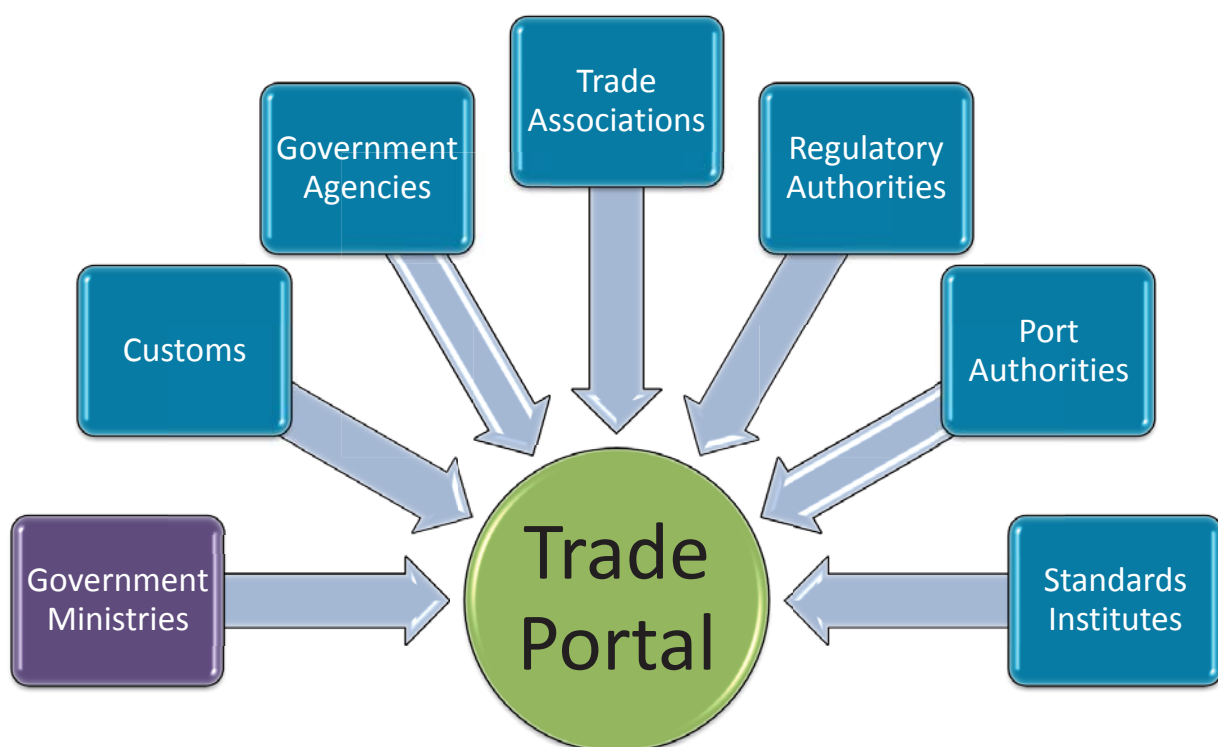 Trade
Associations
Government
Agencies
Regulatory
Authorities
Customs
Port
Authorities
Government
Ministries
Trade
Portal
Standards
Institutes